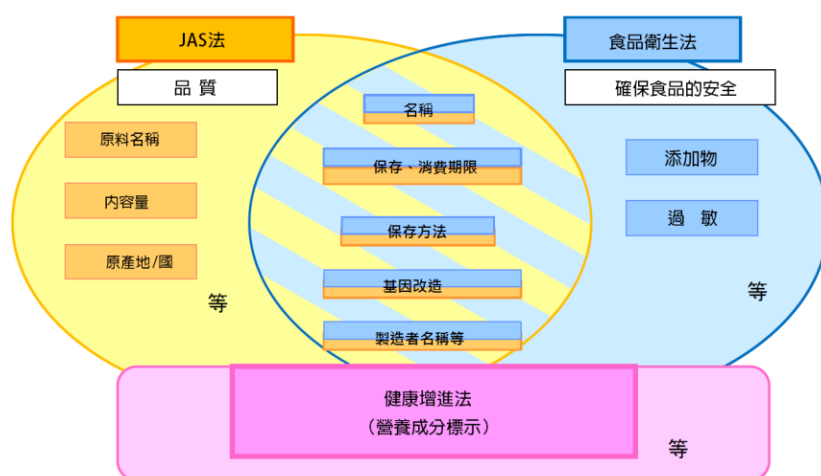 JAS法
食品衛生法
品 質
確保食品的安全
名稱
原料名稱
保存、消費期限
添加物
内容量
過 敏
保存方法
原產地/國
基因改造
等
等
製造者名稱等
健康增進法
（營養成分標示）
等